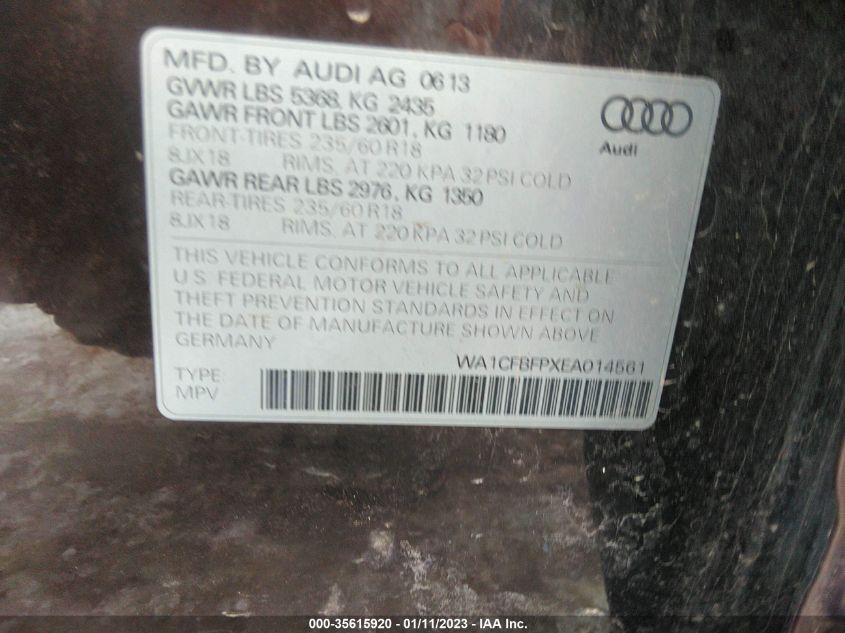 MFD. BY AUDI AG 0613
GVWR LBS 5368, KG 2435
GAWR FRONT LBS 2601, KG 1180
FRONT-TIRES 235/60 R18
8JX18 RIMS, AT 220 KPA 32 PSI COLD
GAWR REAR LBS 2976, KG 1350
REAR-TIRES 235/60 R18
8JX18 RIMS, AT 220 KPA 32 PSI COLD
Audi
THIS VEHICLE CONFORMS TO ALL APPLICABLE
U.S. FEDERAL MOTOR VEHICLE SAFETY AND
THEFT PREVENTION STANDARDS IN EFFECT ON
THE DATE OF MANUFACTURE SHOWN ABOVE
GERMANY
WA1CFBFPXEA014561
TYPE:
MPV
000-35615920 - 01/11/2023 - IAA Inc.